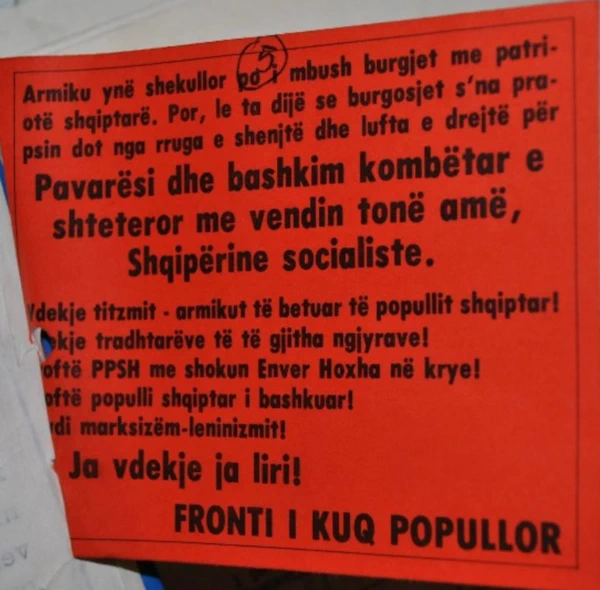 5
Armiku ynë shekullor po i mbush burgjet me patri-
otë shqiptarë. Por, le ta dijë se burgosjet s'na pra-
psin dot nga rruga e shenjtë dhe lufta e drejtë për
Pavarësi dhe bashkim kombëtar e
shteteror me vendin tonë amë,
Shqipërine socialiste.
Vdekje titzmit - armikut të betuar të popullit shqiptar!
kje tradhtarëve të të gjitha ngjyrave!
oftë PPSH me shokun Enver Hoxha në krye!
oftë populli shqiptar i bashkuar!
di marksizëm-leninizmit!
Ja vdekje ja liri!
FRONTI I KUQ POPULLOR